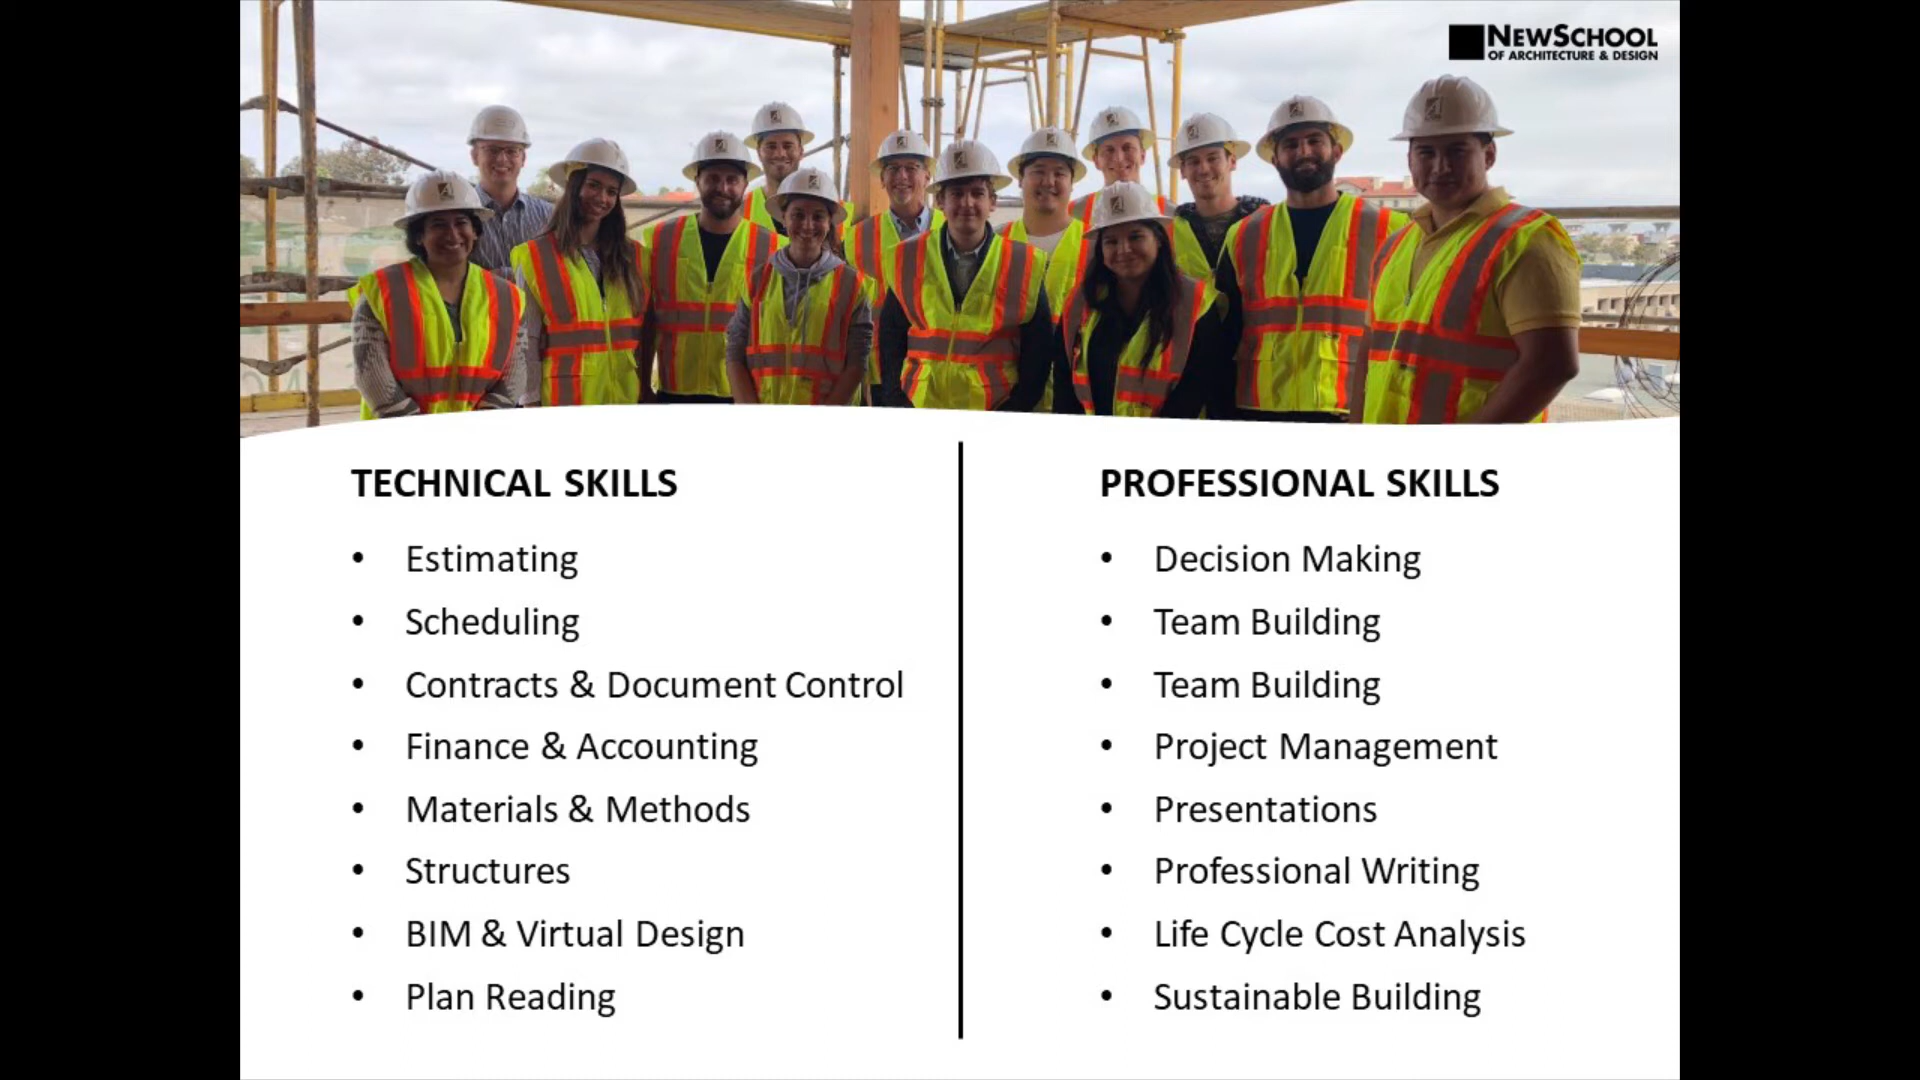 NEWSCHOOL
OF ARCHITECTURE & DESIGN
TECHNICAL SKILLS
• Estimating
• Scheduling
• Contracts & Document Control
• Finance & Accounting
• Materials & Methods
• Structures
• BIM & Virtual Design
• Plan Reading
PROFESSIONAL SKILLS
• Decision Making
• Team Building
• Team Building
• Project Management
• Presentations
• Professional Writing
• Life Cycle Cost Analysis
• Sustainable Building